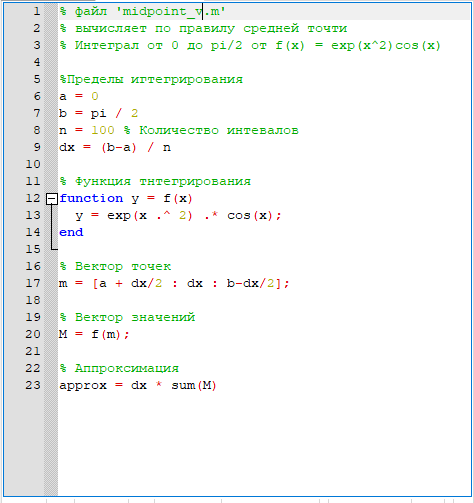 1 % файл 'midpoint_v.m'
2 % вычисляет по правилу средней точти
3 % Интеграл от 0 до pi/2 от f(x) = exp(x^2)cos(x)
4
5 %Пределы игтегрирования
6 a = 0
7 b = pi / 2
8 n = 100 % Количество интевалов
9 dx = (b-a) / n
10
11 % Функция тнтегрирования
12 function y = f(x)
13 y = exp(x .^ 2) .* cos(x);
14 end
15
16 % Вектор точек
17 m = [a + dx/2 : dx : b-dx/2];
18
19 % Вектор значений
20 M = f(m);
21
22 % Аппроксимация
23 approx = dx * sum(M)